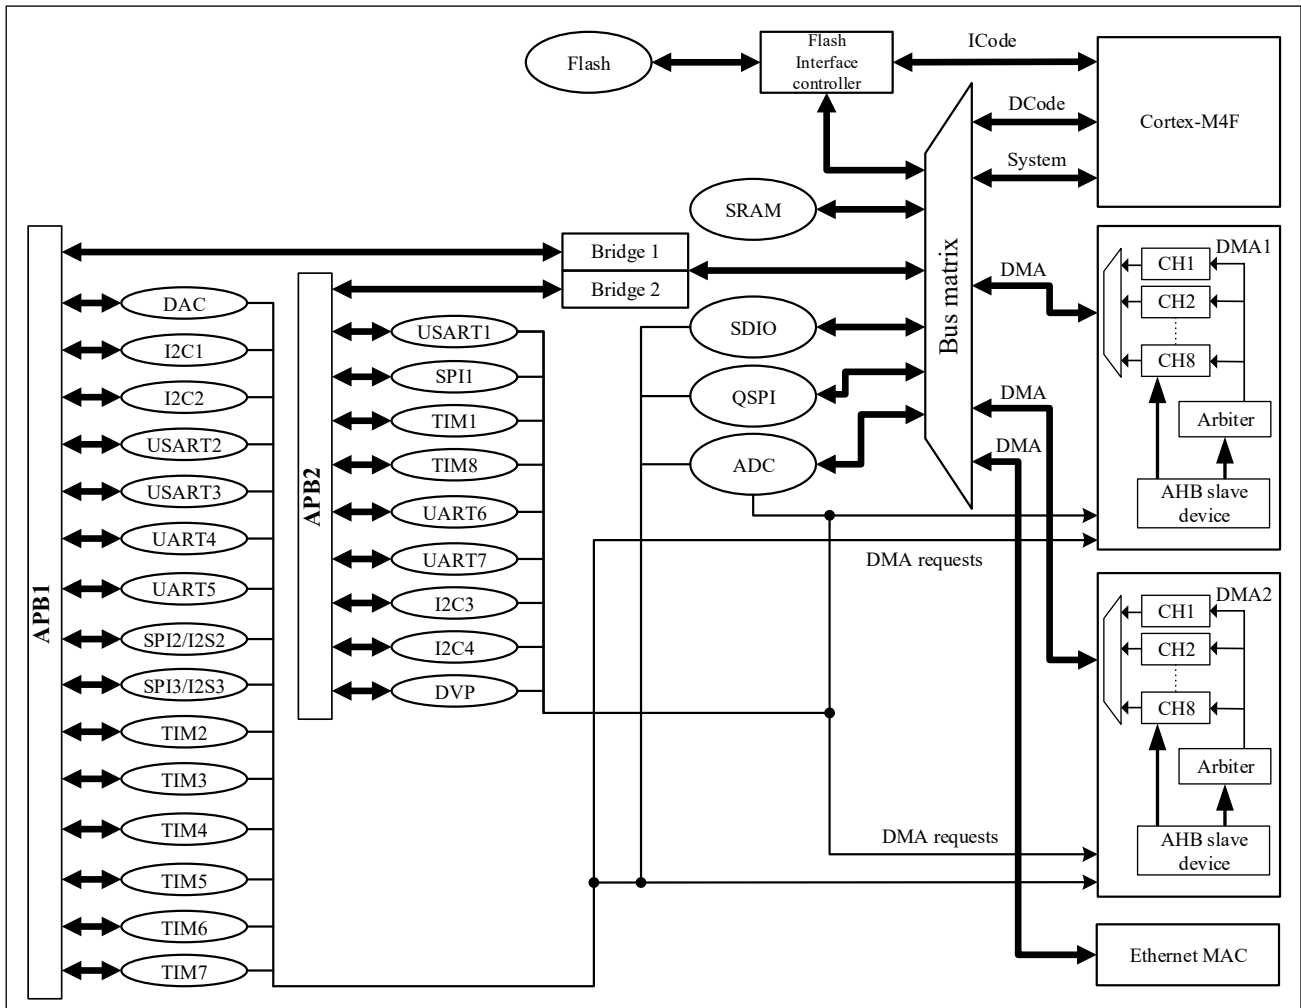 Flash
Flash
Interface
controller
ICode
Cortex-M4F
DCode
System
SRAM
Bus matrix
Bridge 1
Bridge 2
SDIO
QSPI
ADC
DMA
DMA
DMA
DMA1
CH1
CH2
CH8
Arbiter
AHB slave
device
DMA requests
DMA2
CH1
CH2
CH8
Arbiter
AHB slave
device
DMA requests
Ethernet MAC
APB1
DAC
I2C1
I2C2
USART2
USART3
UART4
UART5
SPI2/I2S2
SPI3/I2S3
TIM2
TIM3
TIM4
TIM5
TIM6
TIM7
APB2
USART1
SPI1
TIM1
TIM8
UART6
UART7
I2C3
I2C4
DVP